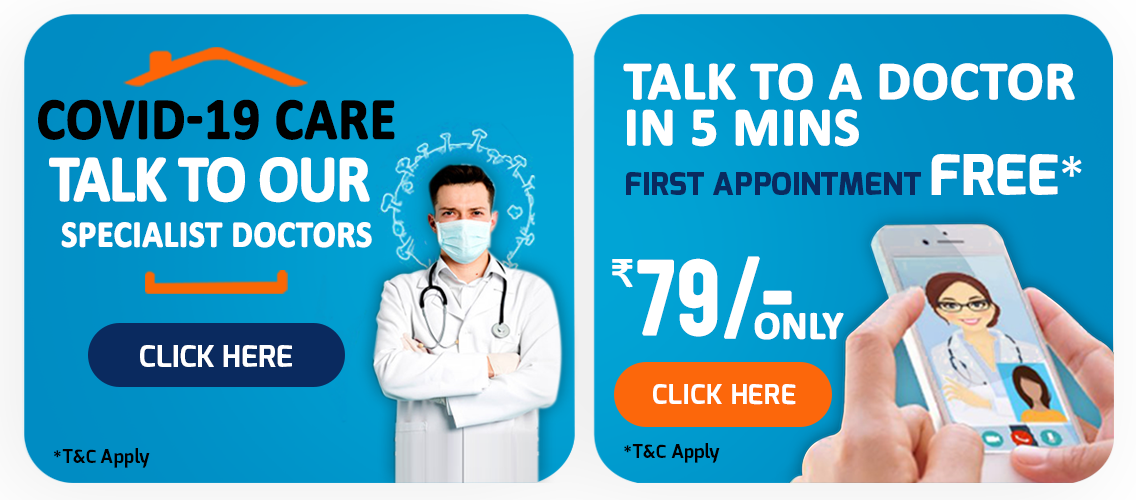 COVID-19 CARE
TALK TO OUR
SPECIALIST DOCTORS
CLICK HERE
*T&C Apply
TALK TO A DOCTOR
IN 5 MINS
FIRST APPOINTMENT FREE*
₹79/-
ONLY
CLICK HERE
*T&C Apply